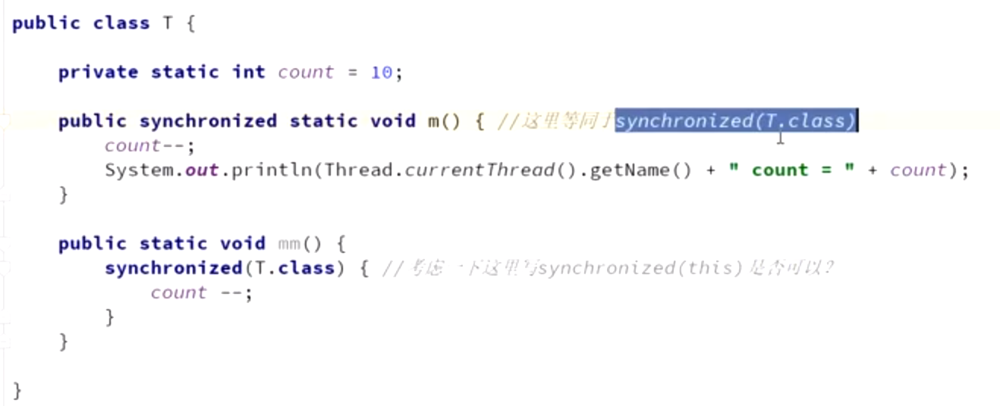 public class T {
private static int count = 10;
public synchronized static void m() { //这里等同于synchronized(T.class)
count--;
System.out.println(Thread.currentThread().getName() + " count = " + count);
}
public static void mm() {
synchronized(T.class) { //考虑一下这里写synchronized(this)是否可以?
count --;
}
}
}